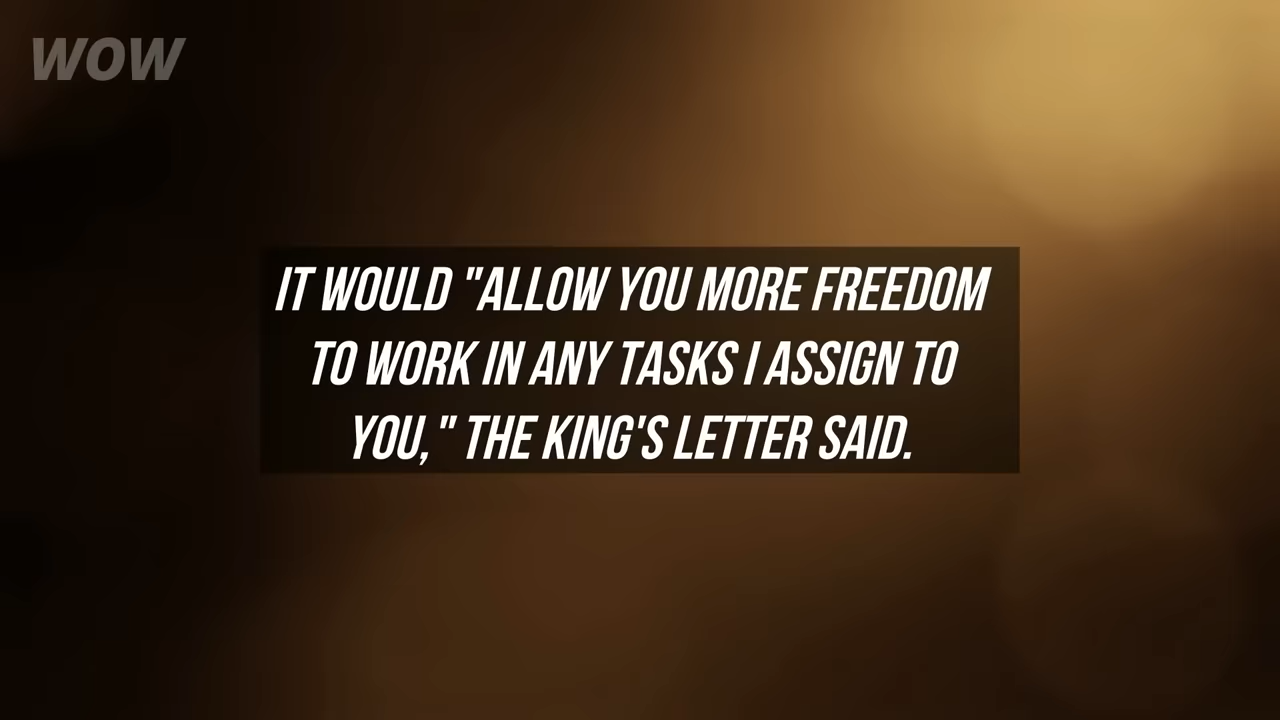 WOW
IT WOULD "ALLOW YOU MORE FREEDOM
TO WORK IN ANY TASKS I ASSIGN TO
YOU," THE KING'S LETTER SAID.